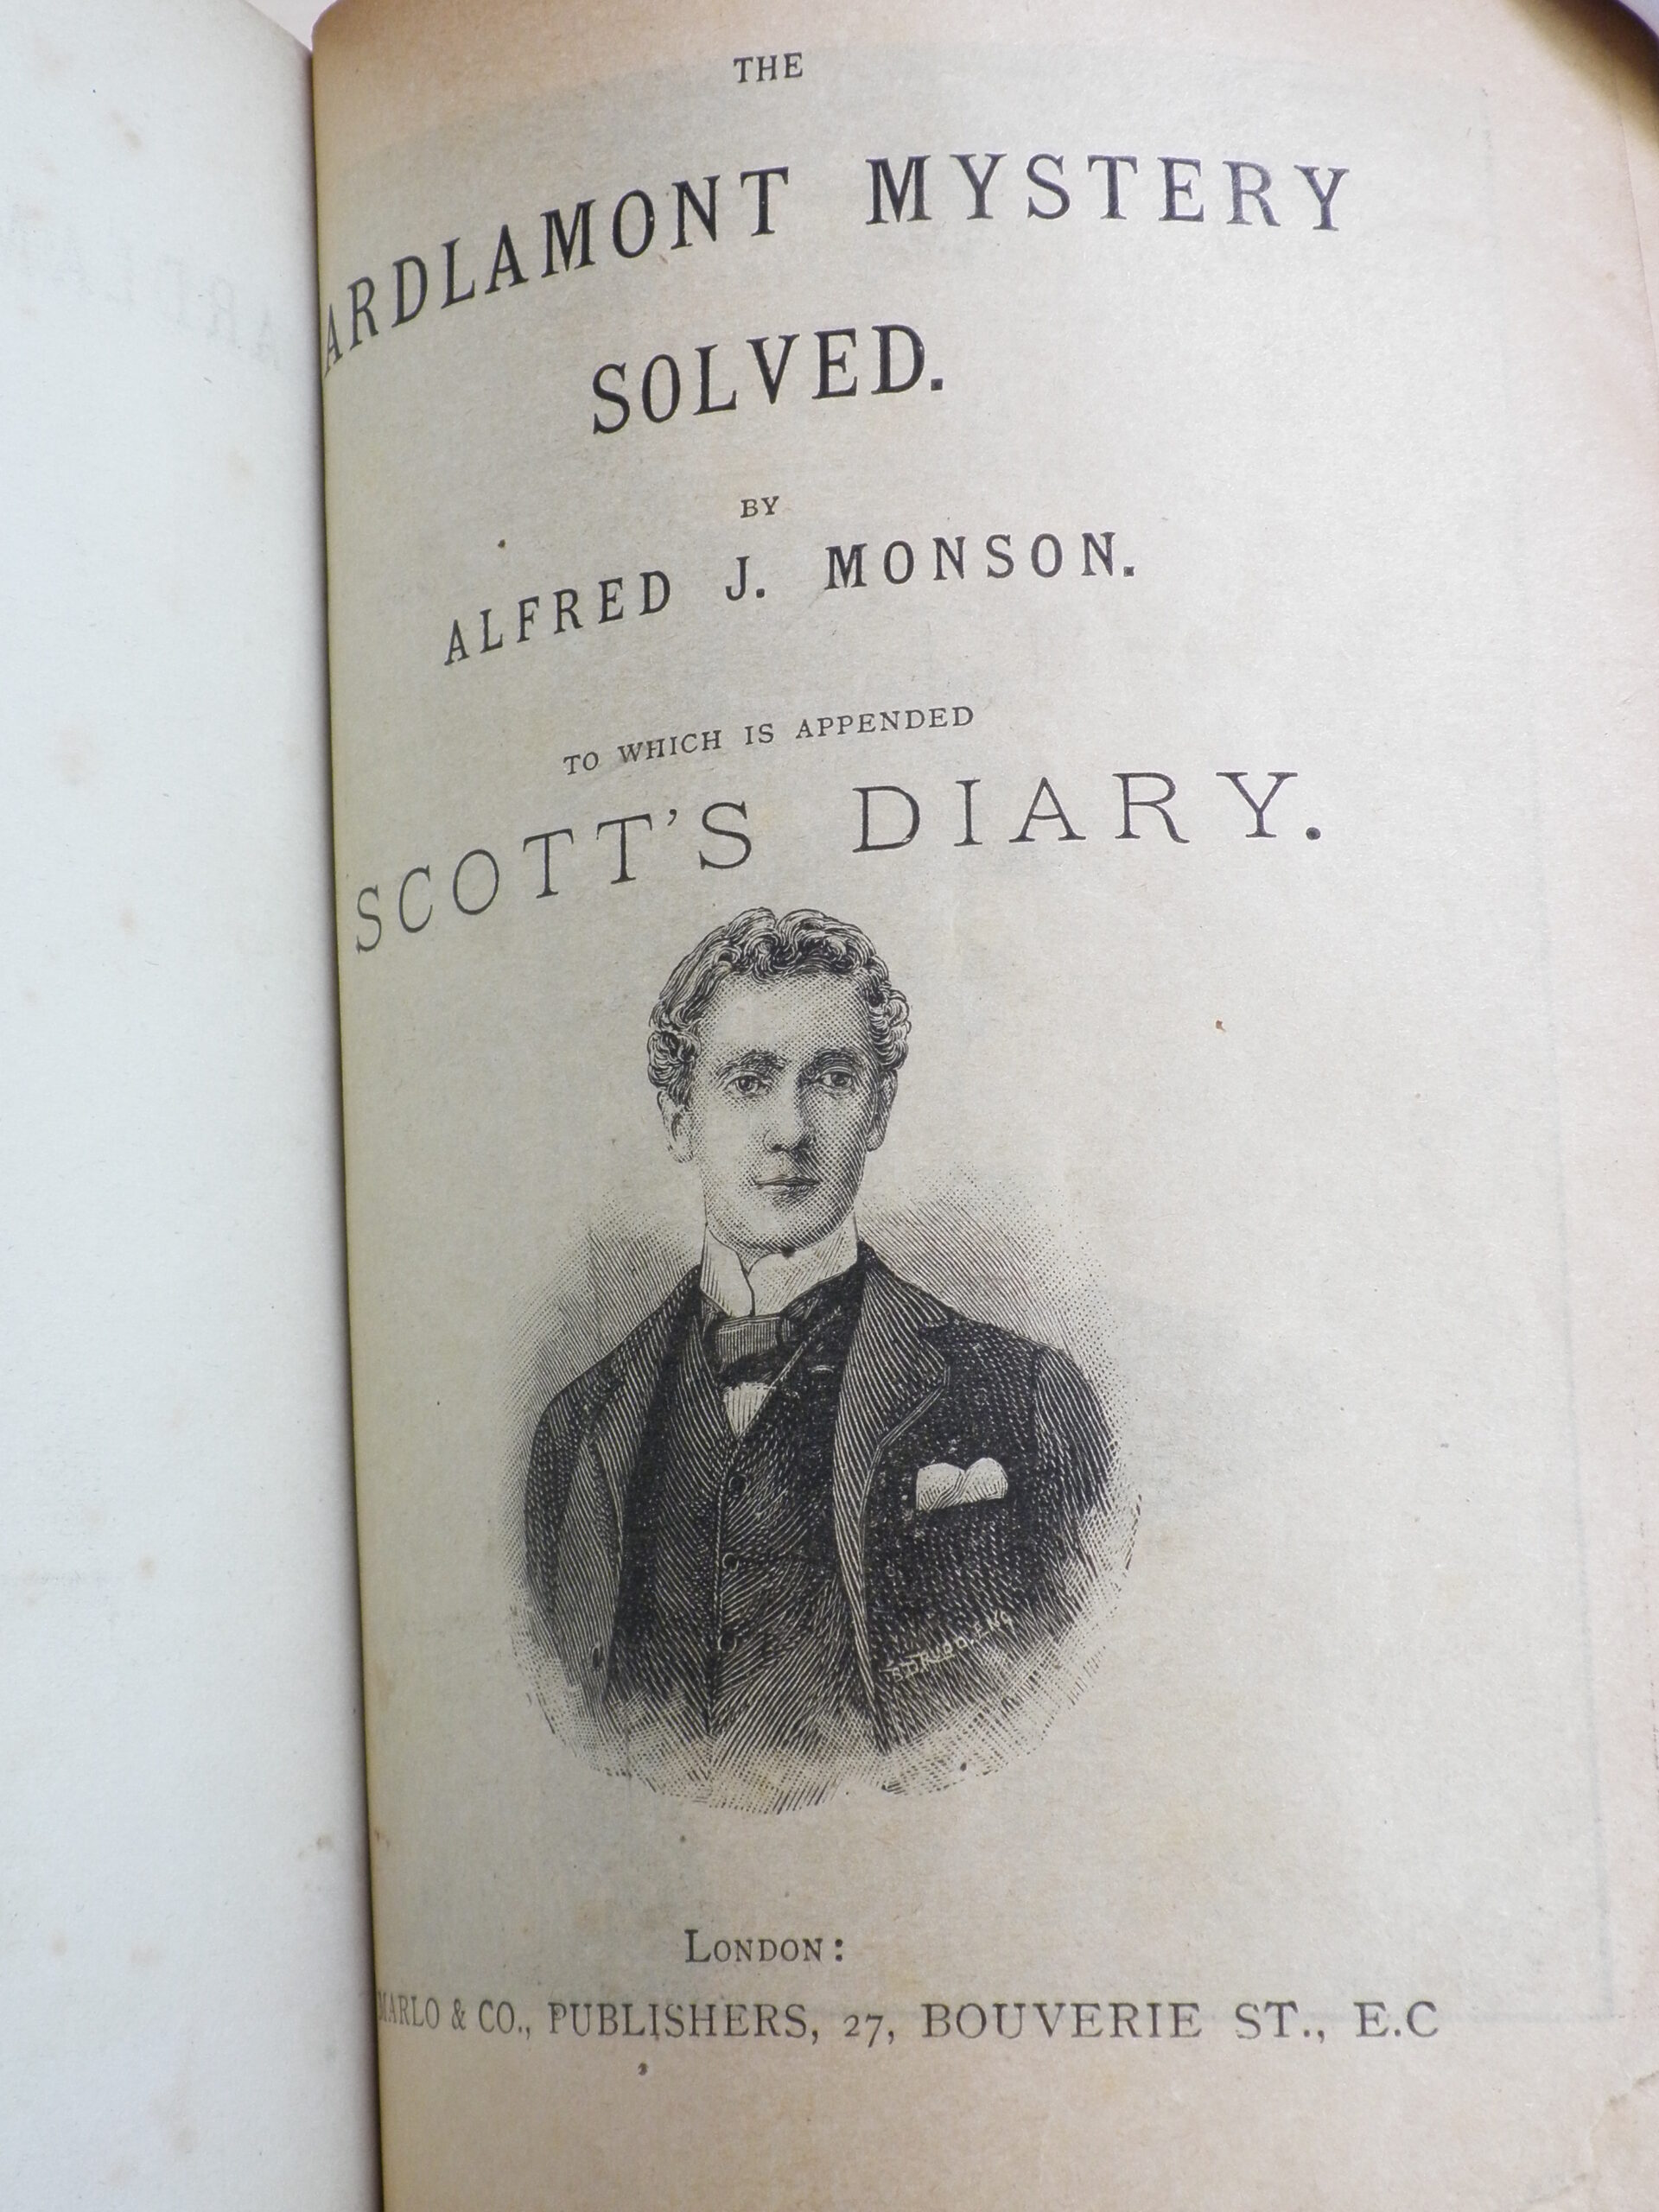 THE
ARDLAMONT MYSTERY
SOLVED.
BY
ALFRED J. MONSON.
TO WHICH IS APPENDED
SCOTT'S DIARY.
LONDON:
MARLO & CO., PUBLISHERS, 27, BOUVERIE ST., E.C